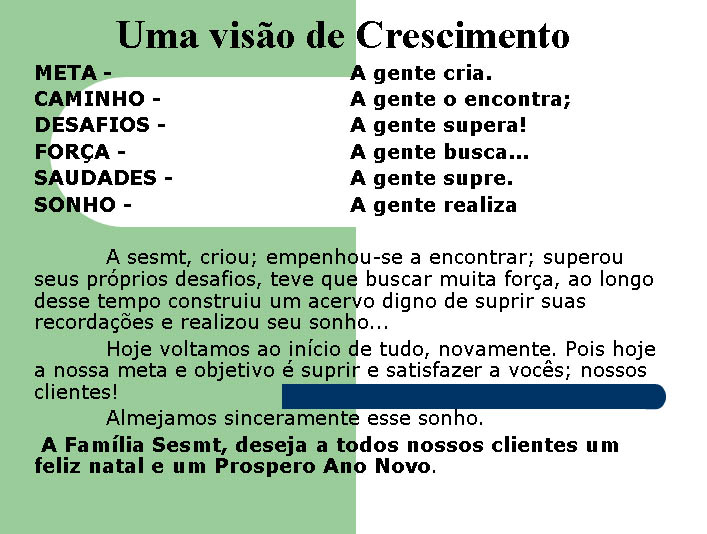 Uma visão de Crescimento
META - A gente cria.
CAMINHO - A gente o encontra;
DESAFIOS - A gente supera!
FORÇA - A gente busca...
SAUDADES - A gente supre.
SONHO - A gente realiza
A sesmt, criou; empenhou-se a encontrar; superou
seus próprios desafios, teve que buscar muita força, ao longo
desse tempo construiu um acervo digno de suprir suas
recordações e realizou seu sonho...
Hoje voltamos ao início de tudo, novamente. Pois hoje
a nossa meta e objetivo é suprir e satisfazer a vocês; nossos
clientes!
Almejamos sinceramente esse sonho.
A Família Sesmt, deseja a todos nossos clientes um
feliz natal e um Prospero Ano Novo.